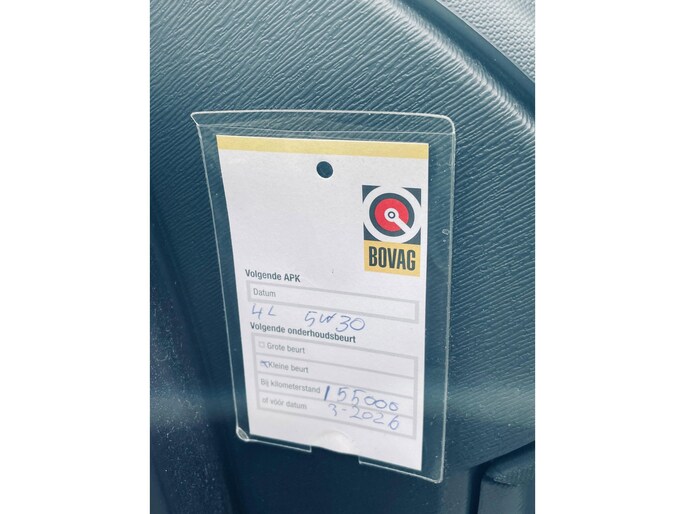 BOVAG
Volgende APK
Datum
4L 5W30
Volgende onderhoudsbeurt
Grote beurt
Kleine beurt
Bij kilometerstand 155000
of vóór datum 3-2026